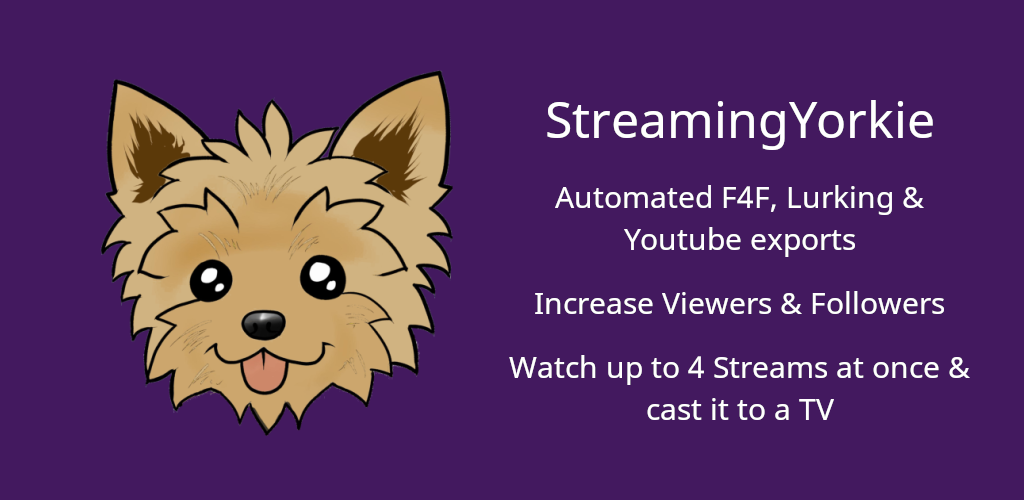 StreamingYorkie
Automated F4F, Lurking &
Youtube exports
Increase Viewers & Followers
Watch up to 4 Streams at once &
cast it to a TV